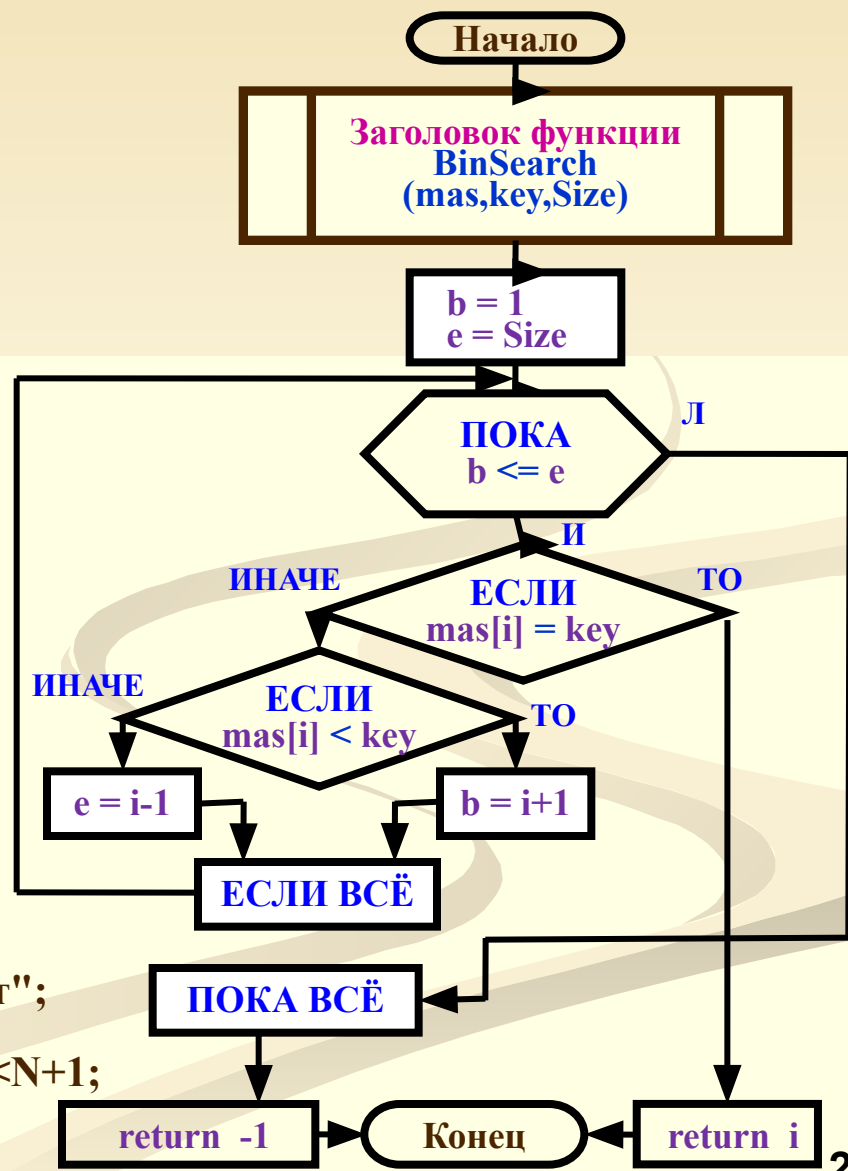 Начало
Заголовок функции
BinSearch
(mas,key,Size)
b = 1
e = Size
ПОКА
b <= e
Л
И
ИНАЧЕ
ЕСЛИ
mas[i] = key
ТО
ИНАЧЕ
ЕСЛИ
mas[i] < key
ТО
e = i-1
b = i+1
ЕСЛИ ВСЁ
т";
ПОКА ВСЁ
<N+1;
return -1
Конец
return i
2